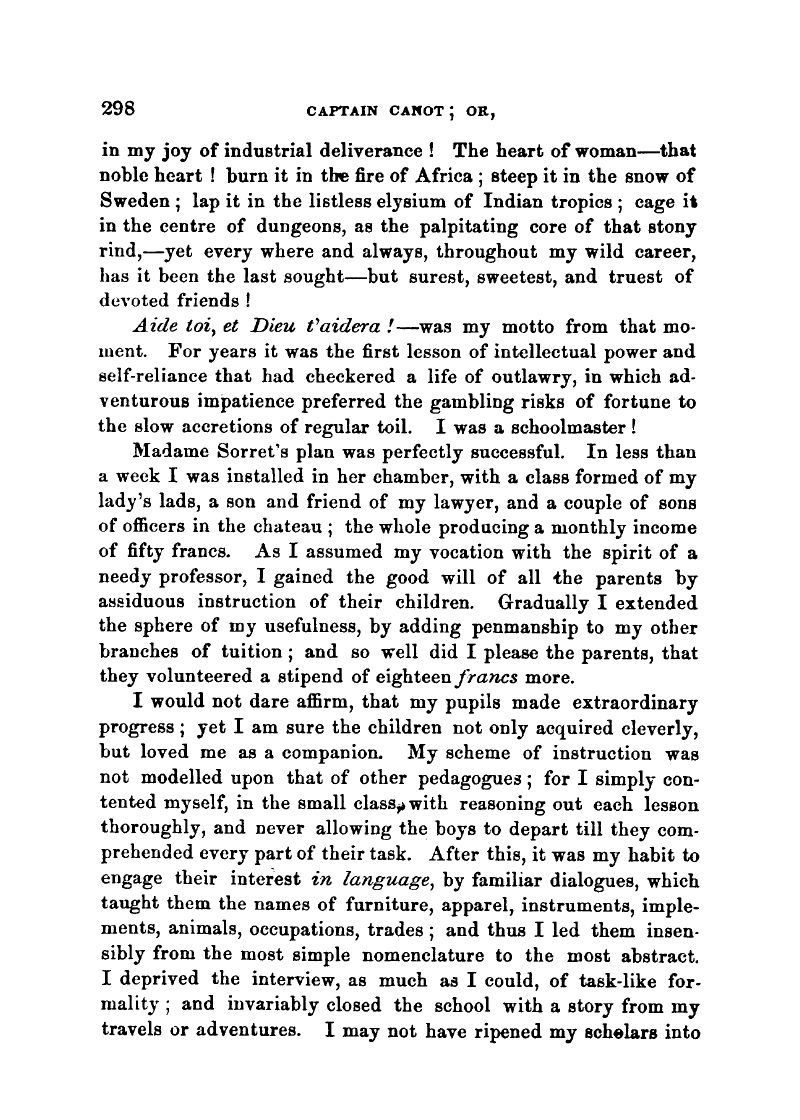 298 CAPTAIN CANOT; OR,
in my joy of industrial deliverance! The heart of woman—that
noble heart! burn it in the fire of Africa; steep it in the snow of
Sweden; lap it in the listless elysium of Indian tropics; cage it
in the centre of dungeons, as the palpitating core of that stony
rind,—yet every where and always, throughout my wild career,
has it been the last sought—but surest, sweetest, and truest of
devoted friends!
Aide toi, et Dieu t'aidera!—was my motto from that mo-
ment. For years it was the first lesson of intellectual power and
self-reliance that had checkered a life of outlawry, in which ad-
venturous impatience preferred the gambling risks of fortune to
the slow accretions of regular toil. I was a schoolmaster!
Madame Sorret's plan was perfectly successful. In less than
a week I was installed in her chamber, with a class formed of my
lady's lads, a son and friend of my lawyer, and a couple of sons
of officers in the chateau; the whole producing a monthly income
of fifty francs. As I assumed my vocation with the spirit of a
needy professor, I gained the good will of all the parents by
assiduous instruction of their children. Gradually I extended
the sphere of my usefulness, by adding penmanship to my other
branches of tuition; and so well did I please the parents, that
they volunteered a stipend of eighteen francs more.
I would not dare affirm, that my pupils made extraordinary
progress; yet I am sure the children not only acquired cleverly,
but loved me as a companion. My scheme of instruction was
not modelled upon that of other pedagogues; for I simply con-
tented myself, in the small class, with reasoning out each lesson
thoroughly, and never allowing the boys to depart till they com-
prehended every part of their task. After this, it was my habit to
engage their interest in language, by familiar dialogues, which
taught them the names of furniture, apparel, instruments, imple-
ments, animals, occupations, trades; and thus I led them insen-
sibly from the most simple nomenclature to the most abstract.
I deprived the interview, as much as I could, of task-like for-
mality; and invariably closed the school with a story from my
travels or adventures. I may not have ripened my scholars into